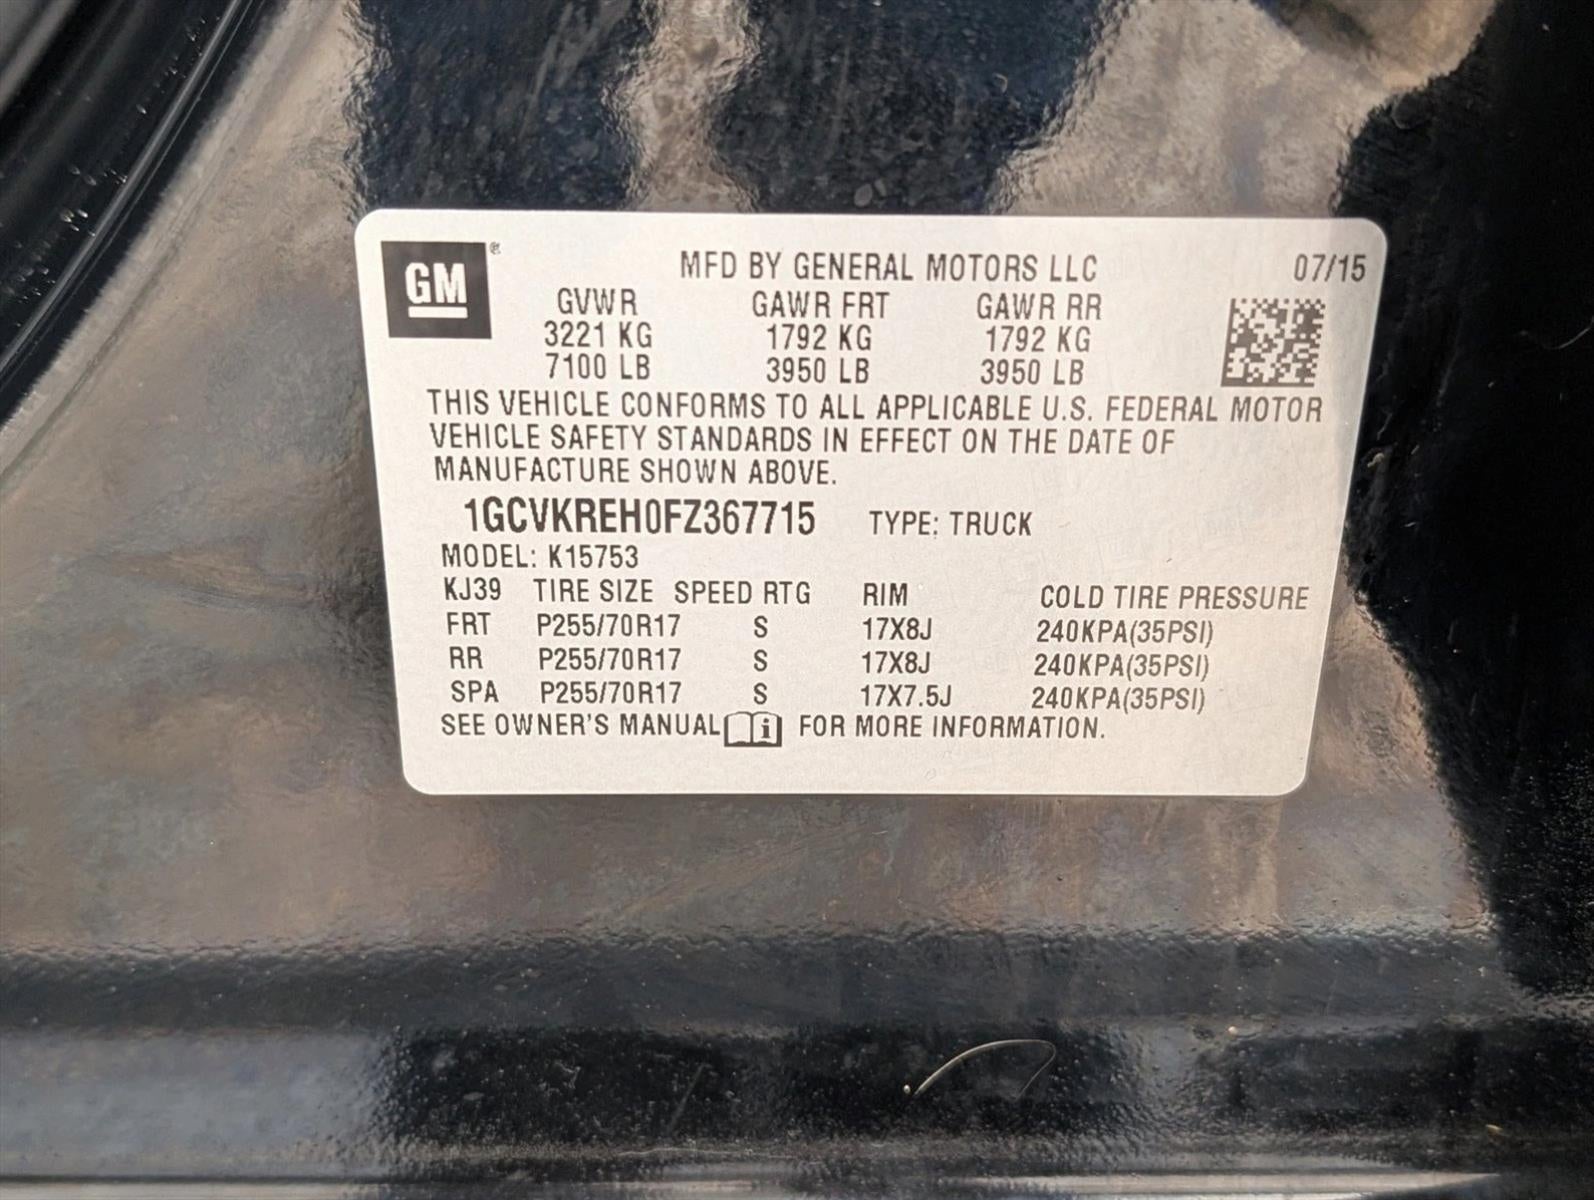 GM ® MFD BY GENERAL MOTORS LLC 07/15
GVWR GAWR FRT GAWR RR
3221 KG 1792 KG 1792 KG
7100 LB 3950 LB 3950 LB
THIS VEHICLE CONFORMS TO ALL APPLICABLE U.S. FEDERAL MOTOR
VEHICLE SAFETY STANDARDS IN EFFECT ON THE DATE OF
MANUFACTURE SHOWN ABOVE.
1GCVKREH0FZ367715 TYPE: TRUCK
MODEL: K15753
KJ39 TIRE SIZE SPEED RTG RIM COLD TIRE PRESSURE
FRT P255/70R17 S 17X8J 240KPA(35PSI)
RR P255/70R17 S 17X8J 240KPA(35PSI)
SPA P255/70R17 S 17X7.5J 240KPA(35PSI)
SEE OWNER'S MANUAL i FOR MORE INFORMATION.